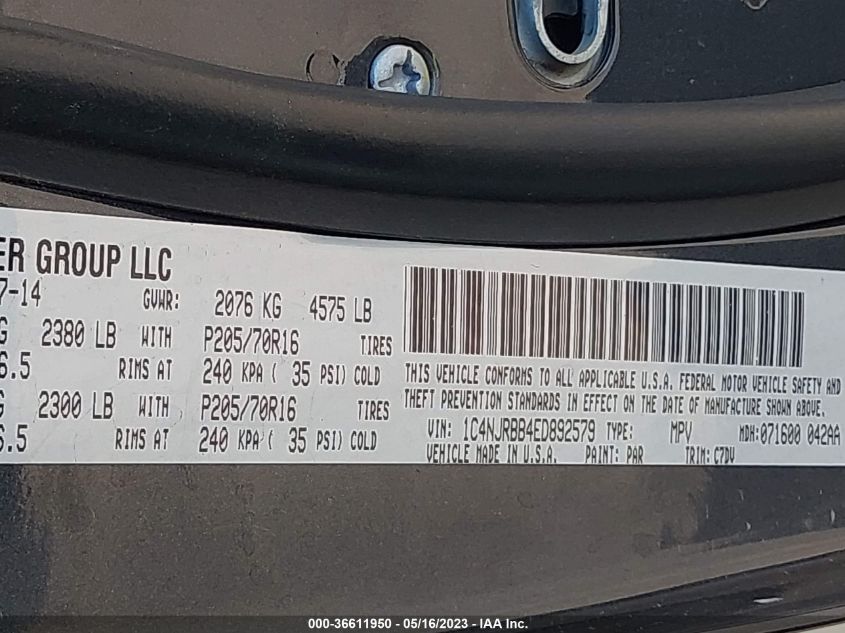 ER GROUP LLC
7-14 GVWR: 2076 KG 4575 LB
G 2380 LB WITH P205/70R16 TIRES
6.5 RIMS AT 240 KPA ( 35 PSI) COLD
G 2300 LB WITH P205/70R16 TIRES
6.5 RIMS AT 240 KPA ( 35 PSI) COLD
THIS VEHICLE CONFORMS TO ALL APPLICABLE U.S.A. FEDERAL MOTOR VEHICLE SAFETY AND
THEFT PREVENTION STANDARDS IN EFFECT ON THE DATE OF MANUFACTURE SHOWN ABOVE.
VIN: 1C4NJRBB4ED892579 TYPE: MPV MDH:071600 042AA
VEHICLE MADE IN U.S.A. PAINT: PAR TRIM: C7DV
000-36611950 - 05/16/2023 - IAA Inc.